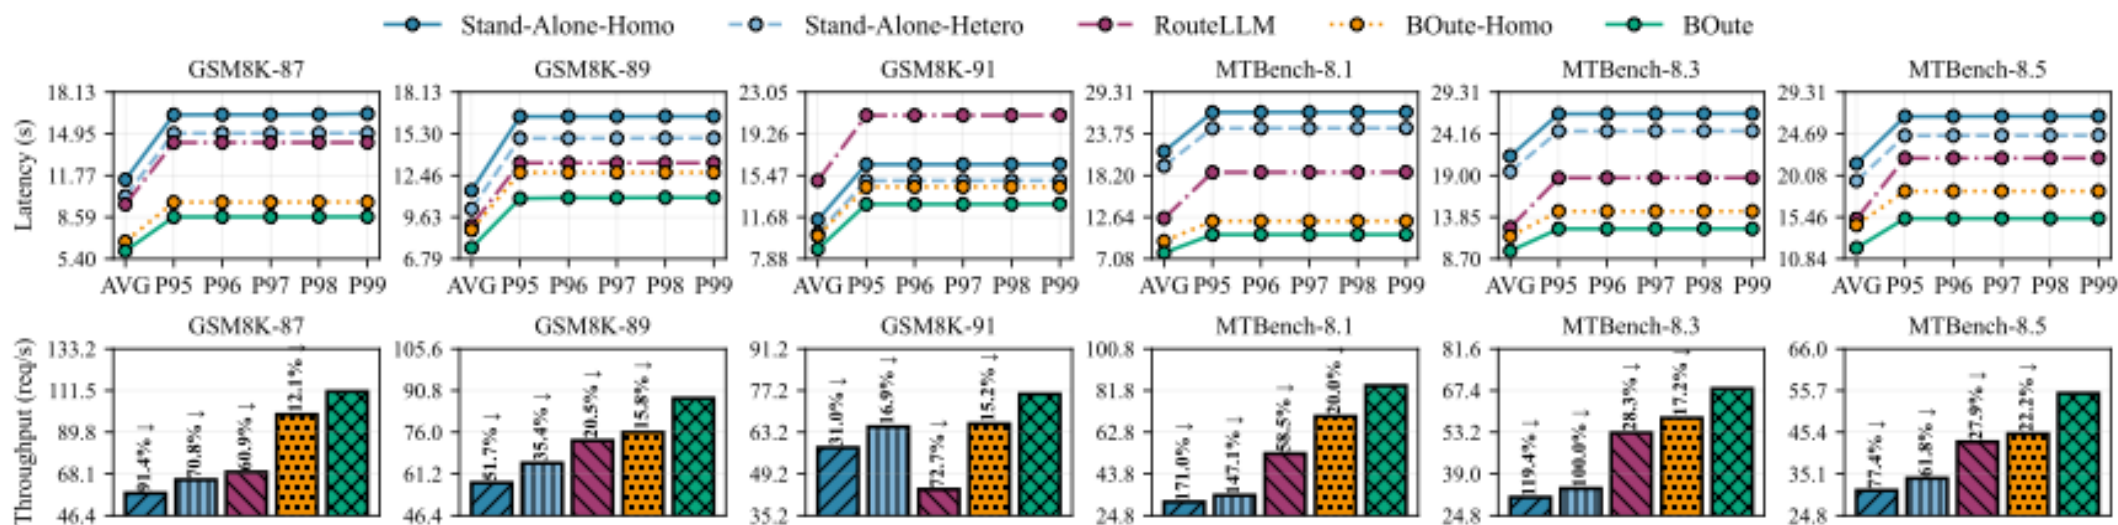 Stand-Alone-Homo Stand-Alone-Hetero RouteLLM BOute-Homo BOute
GSM8K-87 GSM8K-89 GSM8K-91 MTBench-8.1 MTBench-8.3 MTBench-8.5
Latency (s)
18.13 14.95 11.77 8.59 5.40
AVG P95 P96 P97 P98 P99
18.13 15.30 12.46 9.63 6.79
AVG P95 P96 P97 P98 P99
23.05 19.26 15.47 11.68 7.88
AVG P95 P96 P97 P98 P99
29.31 23.75 18.20 12.64 7.08
AVG P95 P96 P97 P98 P99
29.31 24.16 19.00 13.85 8.70
AVG P95 P96 P97 P98 P99
29.31 24.69 20.08 15.46 10.84
AVG P95 P96 P97 P98 P99
GSM8K-87 GSM8K-89 GSM8K-91 MTBench-8.1 MTBench-8.3 MTBench-8.5
Throughput (req/s)
133.2 111.5 89.8 68.1 46.4
91.4% ↓ 70.8% ↓ 60.9% ↓ 12.1% ↓
105.6 90.8 76.0 61.2 46.4
51.7% ↓ 35.4% ↓ 20.5% ↓ 15.8% ↓
91.2 77.2 63.2 49.2 35.2
31.0% ↓ 16.9% ↓ 72.7% ↓ 15.2% ↓
100.8 81.8 62.8 43.8 24.8
171.0% ↓ 147.1% ↓ 58.5% ↓ 20.0% ↓
81.6 67.4 53.2 39.0 24.8
119.4% ↓ 100.0% ↓ 28.3% ↓ 17.2% ↓
66.0 55.7 45.4 35.1 24.8
77.4% ↓ 61.8% ↓ 27.9% ↓ 22.2% ↓